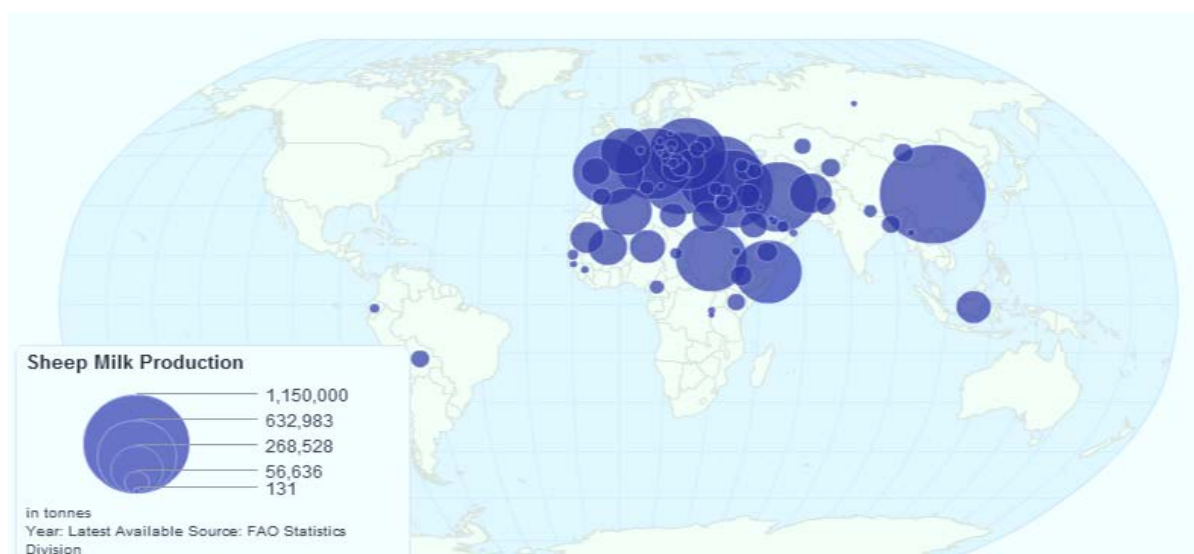 Sheep Milk Production
1,150,000
632,983
268,528
56,636
131
in tonnes
Year: Latest Available Source: FAO Statistics
Division